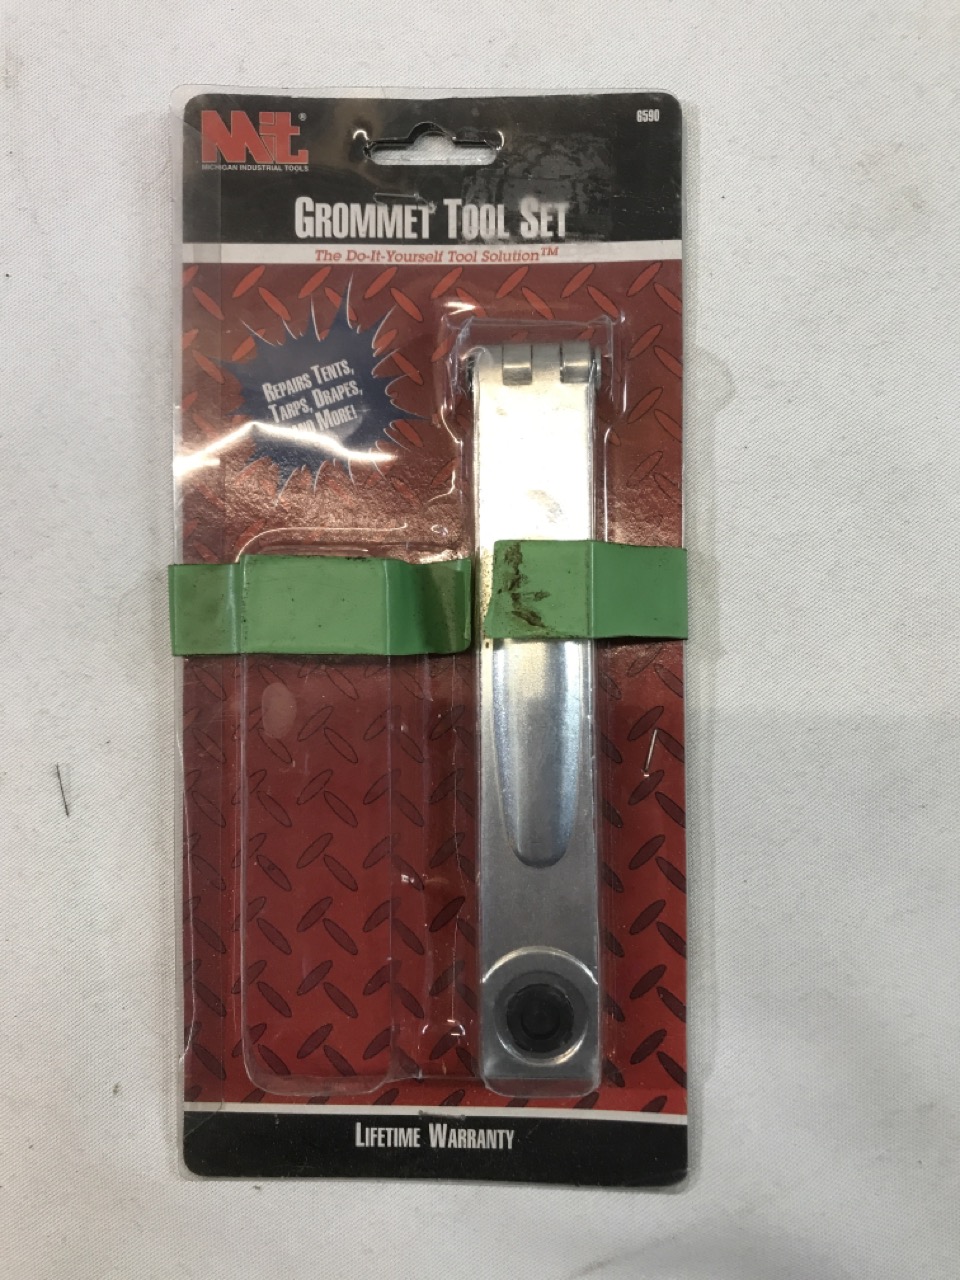 Mit®
MICHIGAN INDUSTRIAL TOOLS
6590
GROMMET TOOL SET
The Do-It-Yourself Tool Solution™
REPAIRS TENTS,
TARPS, DRAPES,
AND MORE!
LIFETIME WARRANTY